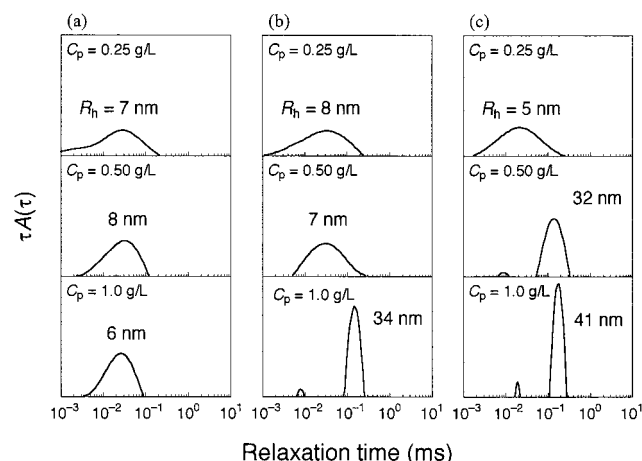 (a) (b) (c)
Cp = 0.25 g/L Cp = 0.25 g/L Cp = 0.25 g/L
Rh = 7 nm Rh = 8 nm Rh = 5 nm
Cp = 0.50 g/L Cp = 0.50 g/L Cp = 0.50 g/L
8 nm 7 nm 32 nm
Cp = 1.0 g/L Cp = 1.0 g/L Cp = 1.0 g/L
6 nm 34 nm 41 nm
τA(τ)
10⁻³ 10⁻² 10⁻¹ 10⁰ 10⁻³ 10⁻² 10⁻¹ 10⁰ 10⁻³ 10⁻² 10⁻¹ 10⁰ 10¹
Relaxation time (ms)